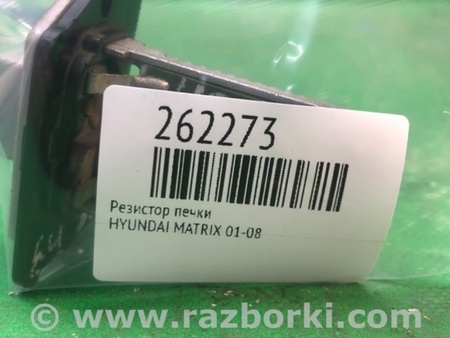 262273
Резистор печки
HYUNDAI MATRIX 01-08
© www.razborki.com